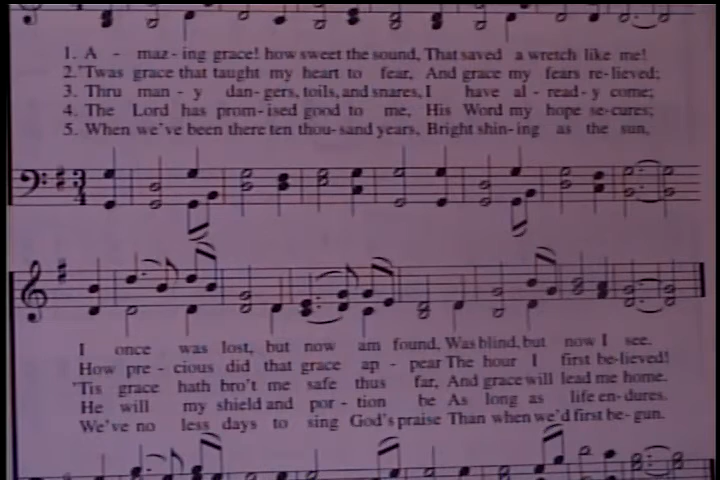 1. A - maz - ing grace! how sweet the sound, That saved a wretch like me!
2. 'Twas grace that taught my heart to fear, And grace my fears re - lieved;
3. Thru man - y dan - gers, toils, and snares, I have al - read - y come;
4. The Lord has prom - ised good to me, His Word my hope se - cures;
5. When we've been there ten thou - sand years, Bright shin - ing as the sun,
3
4
I once was lost, but now am found, Was blind, but now I see.
How pre - cious did that grace ap - pear The hour I first be - lieved!
'Tis grace hath bro't me safe thus far, And grace will lead me home.
He will my shield and por - tion be As long as life en - dures.
We've no less days to sing God's praise Than when we'd first be - gun.